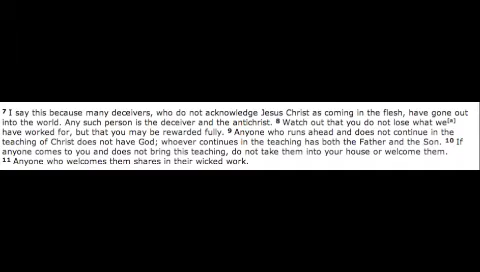 7 I say this because many deceivers, who do not acknowledge Jesus Christ as coming in the flesh, have gone out
into the world. Any such person is the deceiver and the antichrist. 8 Watch out that you do not lose what we[a]
have worked for, but that you may be rewarded fully. 9 Anyone who runs ahead and does not continue in the
teaching of Christ does not have God; whoever continues in the teaching has both the Father and the Son. 10 If
anyone comes to you and does not bring this teaching, do not take them into your house or welcome them.
11 Anyone who welcomes them shares in their wicked work.